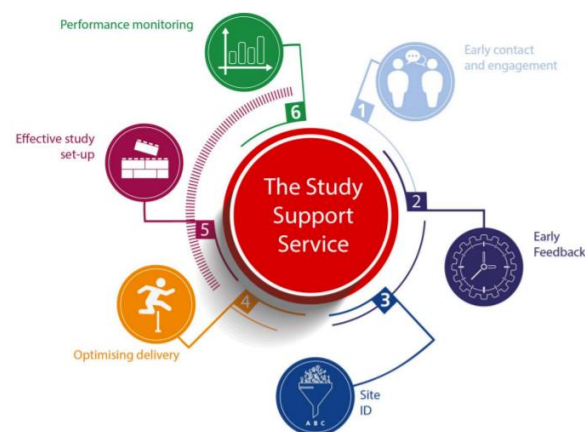 The Study
Support
Service
1
Early contact
and engagement
2
Early
Feedback
3
Site
ID
A B C
4
Optimising delivery
5
Effective study
set-up
6
Performance monitoring